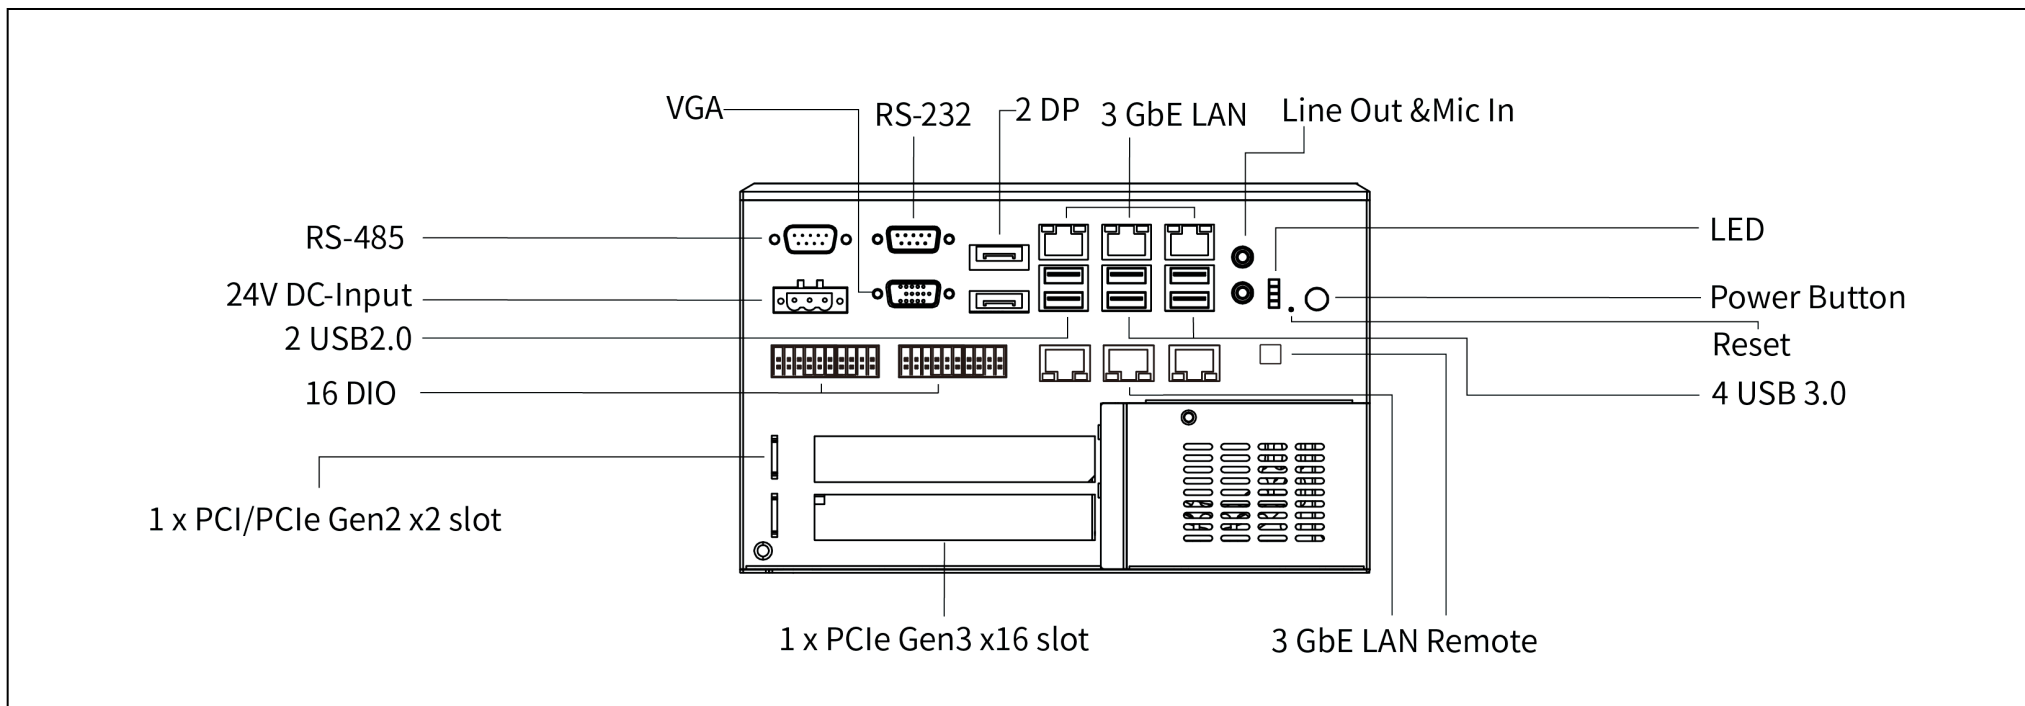 VGA
RS-232
2 DP
3 GbE LAN
Line Out &Mic In
RS-485
LED
24V DC-Input
Power Button
2 USB2.0
Reset
16 DIO
4 USB 3.0
1 x PCI/PCIe Gen2 x2 slot
1 x PCIe Gen3 x16 slot
3 GbE LAN Remote